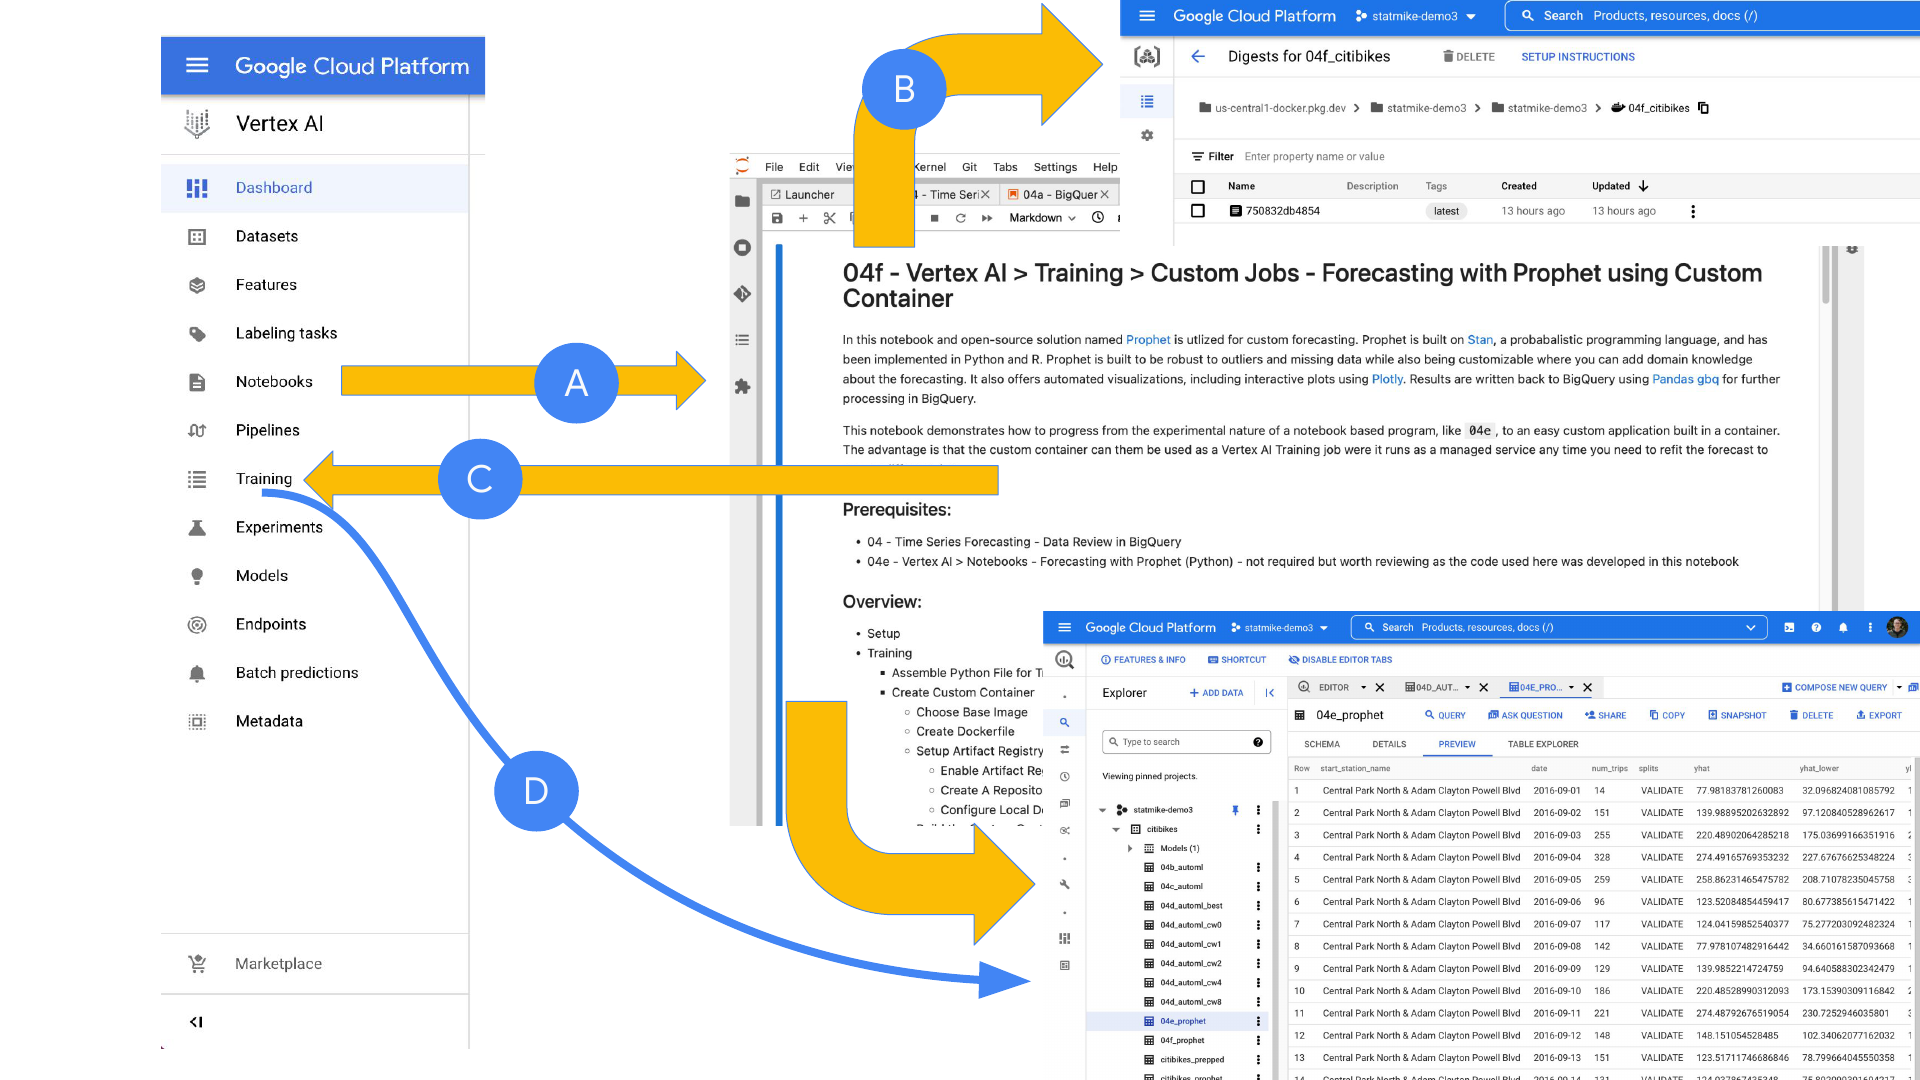 Google Cloud Platform
Vertex AI
Dashboard
Datasets
Features
Labeling tasks
Notebooks
Pipelines
Training
Experiments
Models
Endpoints
Batch predictions
Metadata
Marketplace
A
B
C
D
File Edit Kernel Git Tabs Settings Help
Launcher - Time Seri 04a - BigQuer
Markdown
04f - Vertex AI > Training > Custom Jobs - Forecasting with Prophet using Custom
Container
In this notebook and open-source solution named Prophet is utlized for custom forecasting. Prophet is built on Stan, a probabalistic programming language, and has
been implemented in Python and R. Prophet is built to be robust to outliers and missing data while also being customizable where you can add domain knowledge
about the forecasting. It also offers automated visualizations, including interactive plots using Plotly. Results are written back to BigQuery using Pandas gbq for further
processing in BigQuery.
This notebook demonstrates how to progress from the experimental nature of a notebook based program, like 04e , to an easy custom application built in a container.
The advantage is that the custom container can them be used as a Vertex AI Training job were it runs as a managed service any time you need to refit the forecast to
Prerequisites:
• 04 - Time Series Forecasting - Data Review in BigQuery
• 04e - Vertex AI > Notebooks - Forecasting with Prophet (Python) - not required but worth reviewing as the code used here was developed in this notebook
Overview:
• Setup
• Training
▪ Assemble Python File for
▪ Create Custom Container
◦ Choose Base Image
◦ Create Dockerfile
◦ Setup Artifact Registry
◦ Enable Artifact Re
◦ Create A Reposito
◦ Configure Local
Google Cloud Platform statmike-demo3 Search Products, resources, docs (/)
Digests for 04f_citibikes DELETE SETUP INSTRUCTIONS
us-central1-docker.pkg.dev > statmike-demo3 > statmike-demo3 > 04f_citibikes
Filter Enter property name or value
Name Description Tags Created Updated
750832db4854 latest 13 hours ago 13 hours ago
Google Cloud Platform statmike-demo3 Search Products, resources, docs (/)
FEATURES & INFO SHORTCUT DISABLE EDITOR TABS
Explorer + ADD DATA
Type to search
Viewing pinned projects.
statmike-demo3
citibikes
Models (1)
04b_automl
04c_automl
04d_automl_best
04d_automl_cw0
04d_automl_cw1
04d_automl_cw2
04d_automl_cw4
04d_automl_cw8
04e_prophet
04f_prophet
citibikes_prepped
citibikes_prophet
EDITOR 04D_AUT... 04E_PRO... COMPOSE NEW QUERY
04e_prophet QUERY ASK QUESTION SHARE COPY SNAPSHOT DELETE EXPORT
SCHEMA DETAILS PREVIEW TABLE EXPLORER
Row start_station_name date num_trips splits yhat yhat_lower
1 Central Park North & Adam Clayton Powell Blvd 2016-09-01 14 VALIDATE 77.98183781260083 32.096824081085792
2 Central Park North & Adam Clayton Powell Blvd 2016-09-02 151 VALIDATE 139.98895202632892 97.120840528962617
3 Central Park North & Adam Clayton Powell Blvd 2016-09-03 255 VALIDATE 220.48902064285218 175.03699166351916
4 Central Park North & Adam Clayton Powell Blvd 2016-09-04 328 VALIDATE 274.49165769353232 227.67676625348224
5 Central Park North & Adam Clayton Powell Blvd 2016-09-05 259 VALIDATE 258.86231465475782 208.71078235045758
6 Central Park North & Adam Clayton Powell Blvd 2016-09-06 96 VALIDATE 123.52084854459417 80.677385615471422
7 Central Park North & Adam Clayton Powell Blvd 2016-09-07 117 VALIDATE 124.04159852540377 75.277203092482324
8 Central Park North & Adam Clayton Powell Blvd 2016-09-08 142 VALIDATE 77.978107482916442 34.660161587093668
9 Central Park North & Adam Clayton Powell Blvd 2016-09-09 129 VALIDATE 139.9852214724759 94.640588302342479
10 Central Park North & Adam Clayton Powell Blvd 2016-09-10 186 VALIDATE 220.48528990312093 173.15390309116842
11 Central Park North & Adam Clayton Powell Blvd 2016-09-11 221 VALIDATE 274.48792676519054 230.7252946035801
12 Central Park North & Adam Clayton Powell Blvd 2016-09-12 148 VALIDATE 148.151054528485 102.34062077162032
13 Central Park North & Adam Clayton Powell Blvd 2016-09-13 151 VALIDATE 123.51711746686846 78.799664045550358